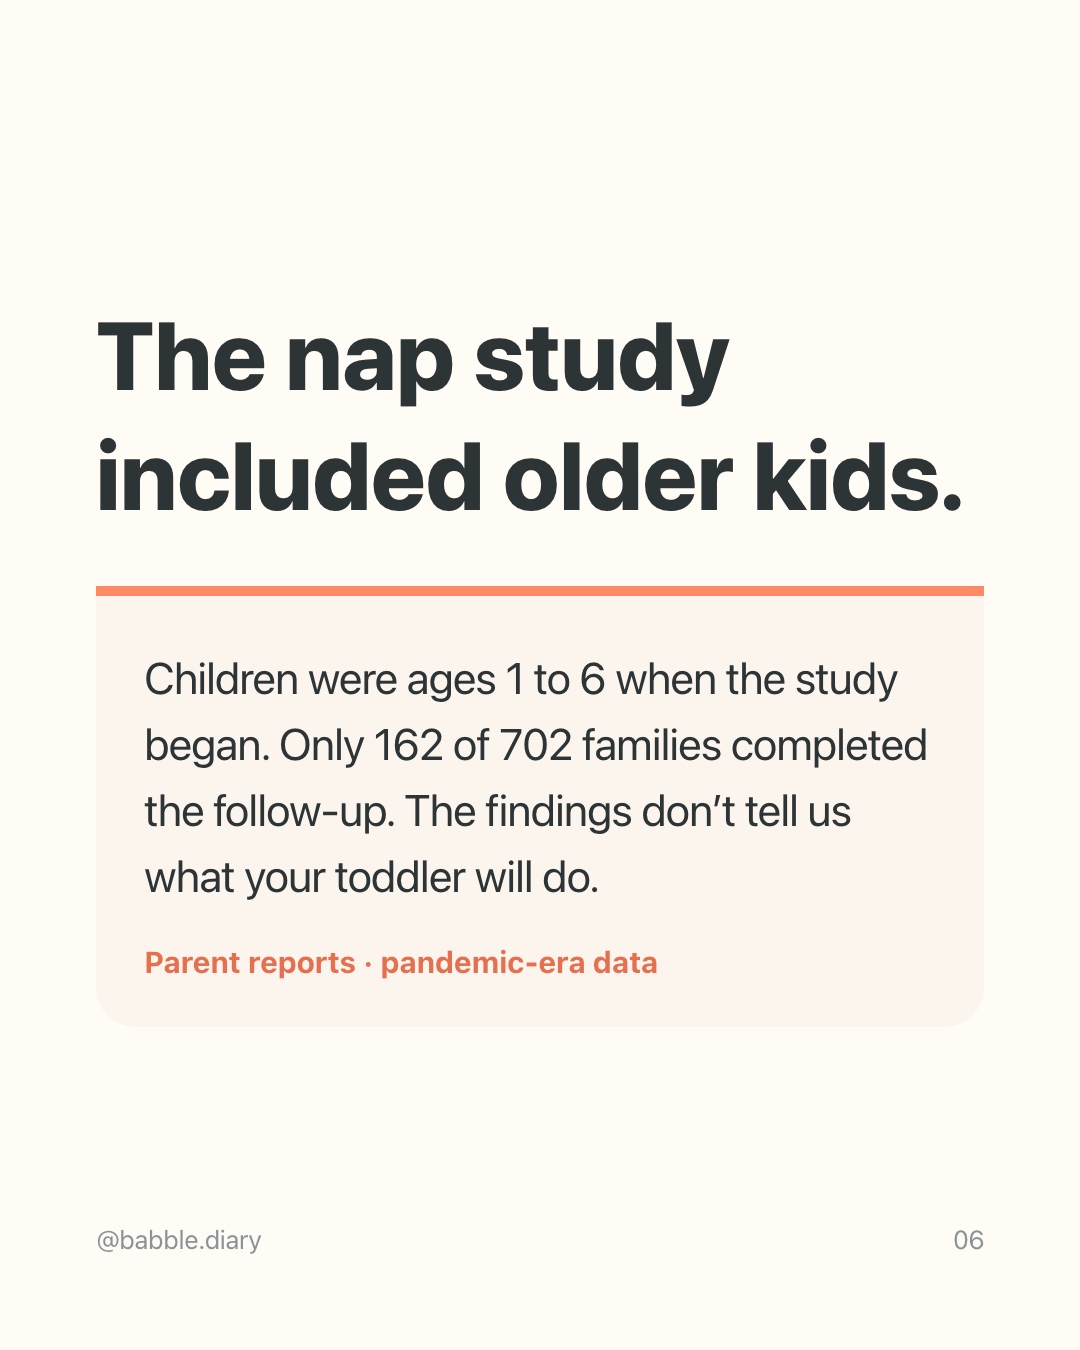 The nap study
included older kids.
Children were ages 1 to 6 when the study
began. Only 162 of 702 families completed
the follow-up. The findings don’t tell us
what your toddler will do.
Parent reports · pandemic-era data
@babble.diary
06